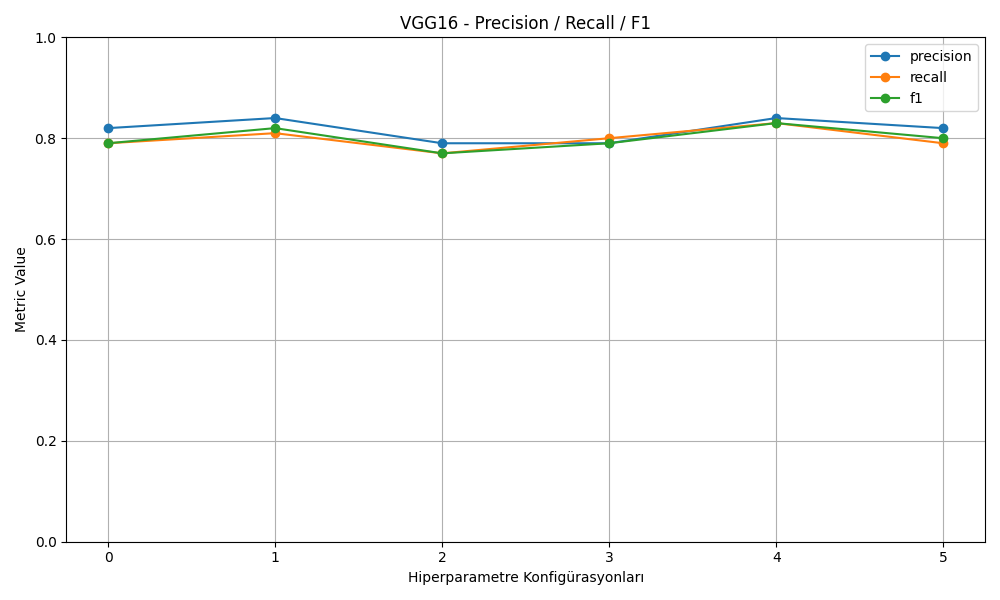 VGG16 - Precision / Recall / F1
precision
recall
f1
Metric Value
1.0
0.8
0.6
0.4
0.2
0.0
0 1 2 3 4 5
Hiperparametre Konfigürasyonları